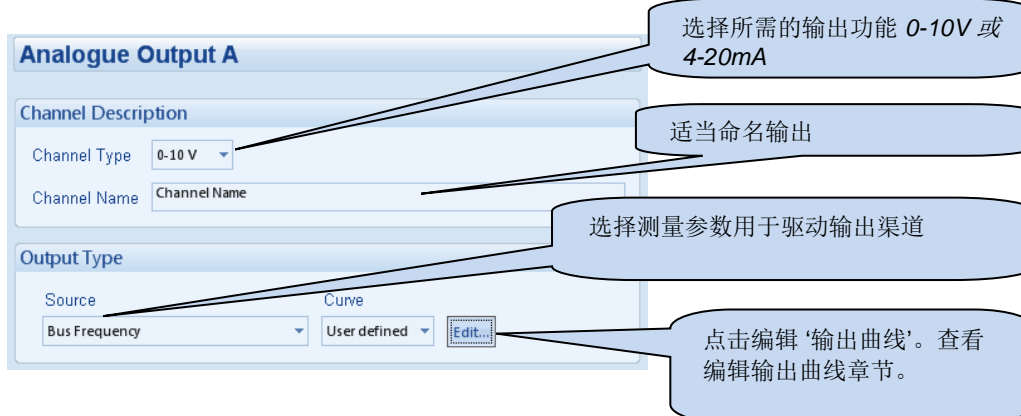 选择所需的输出功能 0-10V 或
4-20mA
Analogue Output A
Channel Description
适当命名输出
Channel Type 0-10 V
Channel Name Channel Name
选择测量参数用于驱动输出渠道
Output Type
Source Curve
Bus Frequency User defined Edit...
点击编辑 ‘输出曲线’。查看
编辑输出曲线章节。